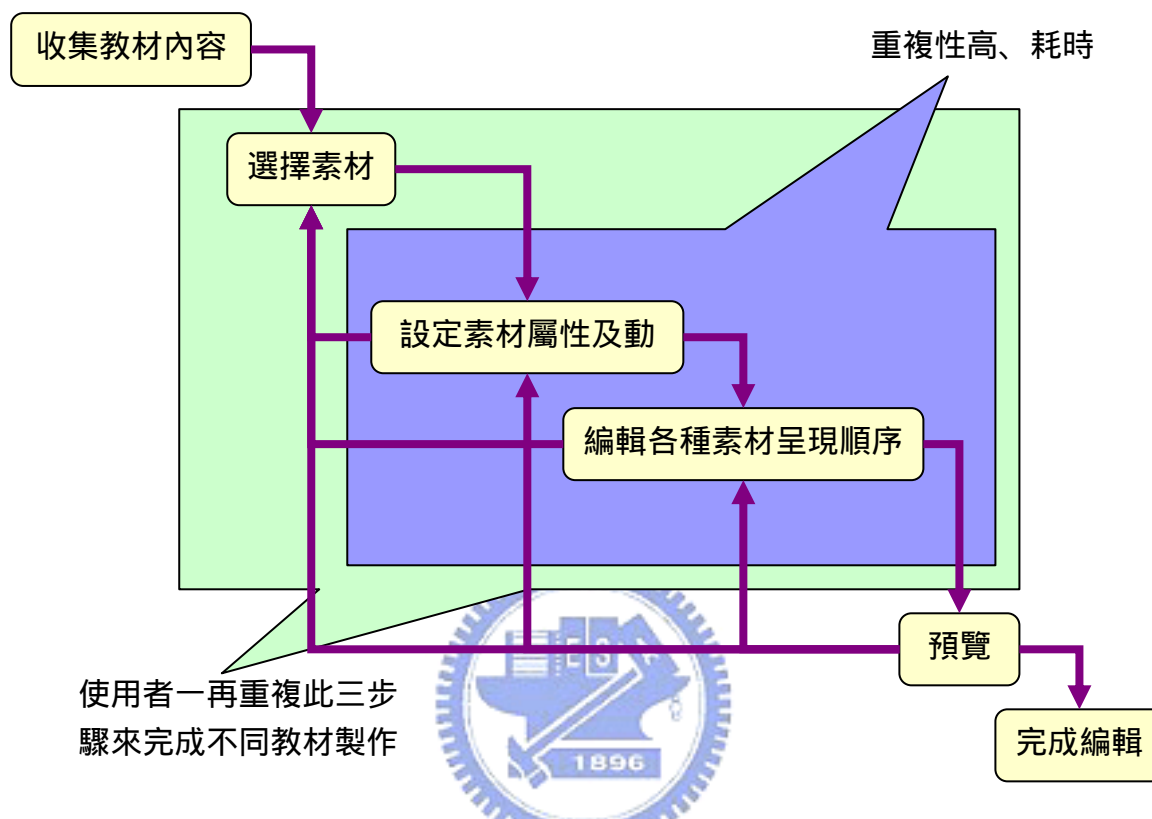 收集教材內容
重複性高、耗時
選擇素材
設定素材屬性及動
編輯各種素材呈現順序
預覽
使用者一再重複此三步
驟來完成不同教材製作
完成編輯
ES
1896